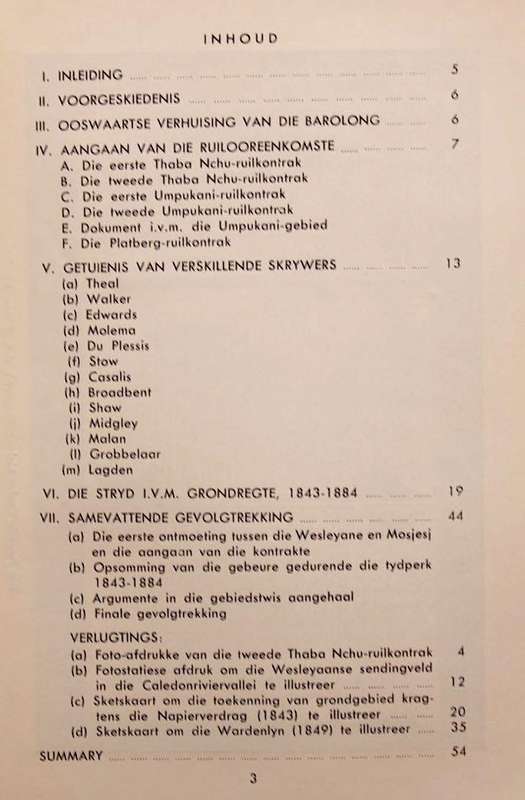 INHOUD
I. INLEIDING ..... ..... ..... ..... 5
II. VOORGESKIEDENIS ..... ..... ..... ..... 6
III. OOSWAARTSE VERHUISING VAN DIE BAROLONG ..... ..... 6
IV. AANGAAN VAN DIE RUILOOREENKOMSTE ..... ..... ..... 7
A. Die eerste Thaba Nchu-ruilkontrak
B. Die tweede Thaba Nchu-ruilkontrak
C. Die eerste Umpukani-ruilkontrak
D. Die tweede Umpukani-ruilkontrak
E. Dokument i.v.m. die Umpukani-gebied
F. Die Platberg-ruilkontrak
V. GETUIENIS VAN VERSKILLENDE SKRYWERS ..... ..... ..... 13
(a) Theal
(b) Walker
(c) Edwards
(d) Molema
(e) Du Plessis
(f) Stow
(g) Casalis
(h) Broadbent
(i) Shaw
(j) Midgley
(k) Malan
(l) Grobbelaar
(m) Lagden
VI. DIE STRYD I.V.M. GRONDREGTE, 1843-1884 ..... ..... ..... 19
VII. SAMEVATTENDE GEVOLGTREKKING ..... ..... ..... ..... 44
(a) Die eerste ontmoeting tussen die Wesleyane en Mosjesj
en die aangaan van die kontrakte
(b) Opsomming van die gebeure gedurende die tydperk
1843-1884
(c) Argumente in die gebiedstwis aangehaal
(d) Finale gevolgtrekking
VERLUGTINGS:
(a) Foto-afdrukke van die tweede Thaba Nchu-ruilkontrak 4
(b) Fotostatiese afdruk om die Wesleyaanse sendingveld
in die Caledonriviervallei te illustreer ..... ..... ..... 12
(c) Sketskaart om die toekenning van grondgebied krag-
tens die Napierverdrag (1843) te illustreer ..... ..... 20
(d) Sketskaart om die Wardenlyn (1849) te illustreer ..... 35
SUMMARY ..... ..... ..... ..... 54
3